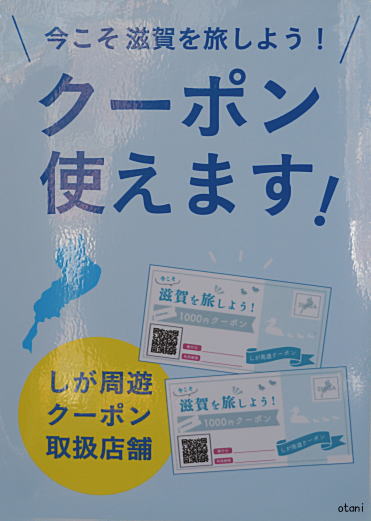 今こそ滋賀を旅しよう!
クーポン
使えます!
今こそ
滋賀を旅しよう!
1000円クーポン
しが周遊クーポン
今こそ
滋賀を旅しよう!
1000円クーポン
しが周遊クーポン
しが周遊
クーポン
取扱店舗
otani